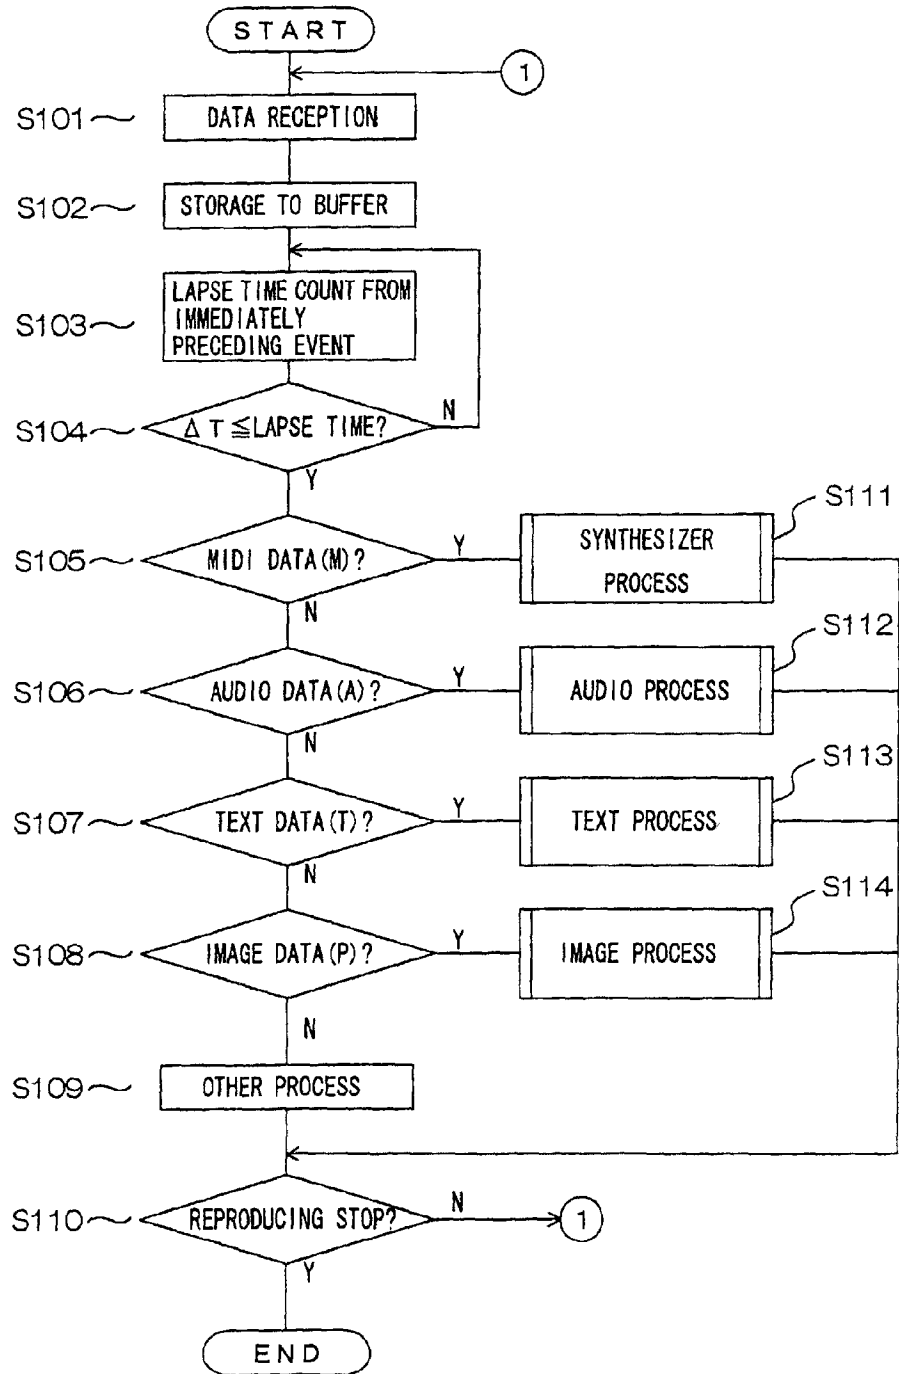 START
1
S101
DATA RECEPTION
S102
STORAGE TO BUFFER
S103
LAPSE TIME COUNT FROM
IMMEDIATELY
PRECEDING EVENT
S104
ΔT≦LAPSE TIME?
N
Y
S111
S105
MIDI DATA(M)?
Y
SYNTHESIZER
PROCESS
N
S112
S106
AUDIO DATA(A)?
Y
AUDIO PROCESS
N
S113
S107
TEXT DATA(T)?
Y
TEXT PROCESS
N
S114
S108
IMAGE DATA(P)?
Y
IMAGE PROCESS
N
S109
OTHER PROCESS
S110
REPRODUCING STOP?
N
1
Y
END